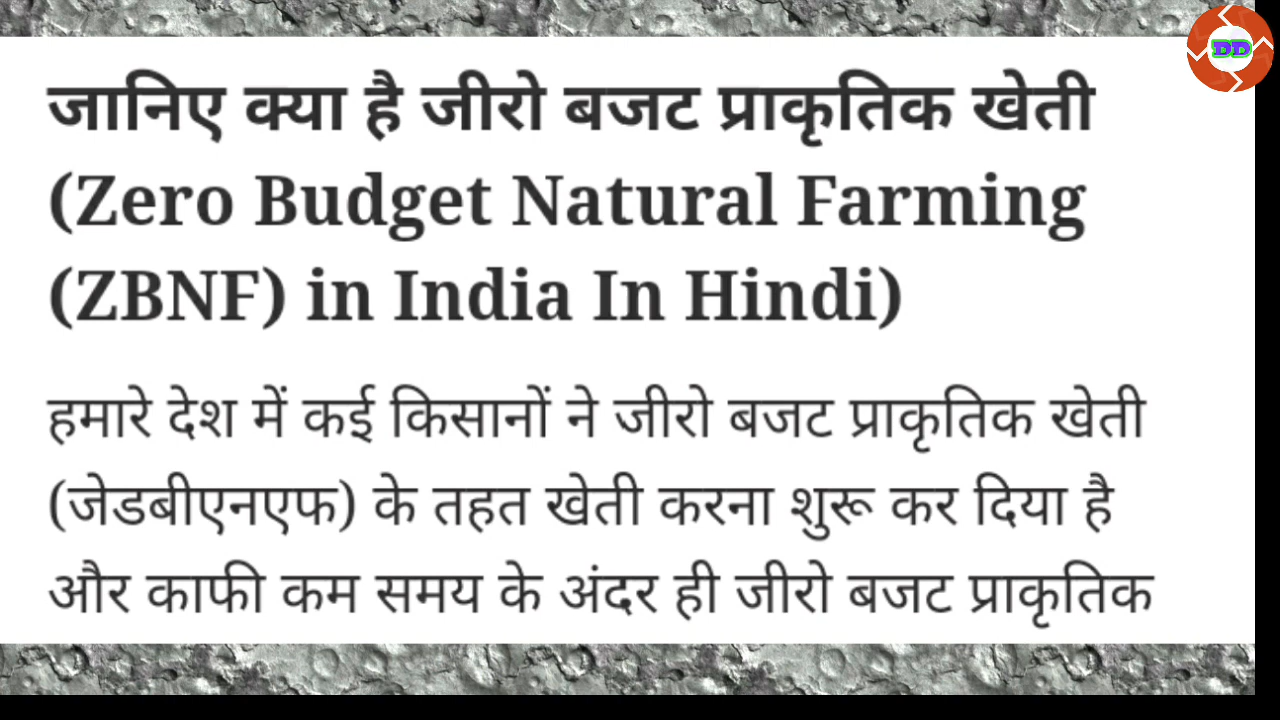 DD
जानिए क्या है जीरो बजट प्राकृतिक खेती
(Zero Budget Natural Farming
(ZBNF) in India In Hindi)
हमारे देश में कई किसानों ने जीरो बजट प्राकृतिक खेती
(जेडबीएनएफ) के तहत खेती करना शुरू कर दिया है
और काफी कम समय के अंदर ही जीरो बजट प्राकृतिक